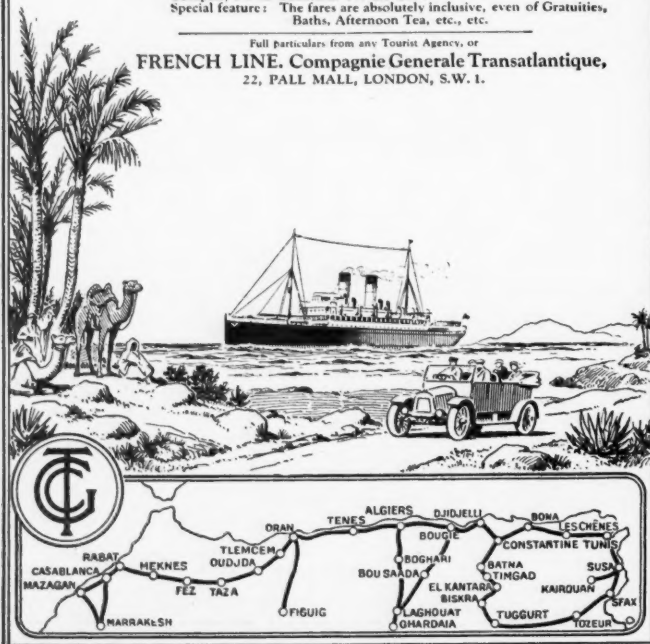 Special feature: The fares are absolutely inclusive, even of Gratuities,
Baths, Afternoon Tea, etc., etc.
Full particulars from any Tourist Agency, or
FRENCH LINE. Compagnie Generale Transatlantique,
22, PALL MALL, LONDON, S.W. 1.
CGT
ALGIERS
DJIDJELLI
BONA
ORAN
TENES
BOUGIE
LES CHÊNES
TLEMCEM
CONSTANTINE
TUNIS
RABAT
OUDJDA
BOGHARI
BATNA
CASABLANCA
MEKNES
BOU SAADA
TIMGAD
SUSA
MAZAGAN
FEZ
TAZA
EL KANTARA
KAIROUAN
BISKRA
SFAX
MARRAKESH
FIGUIG
LAGHOUAT
TUGGURT
GHARDAIA
TOZEUR